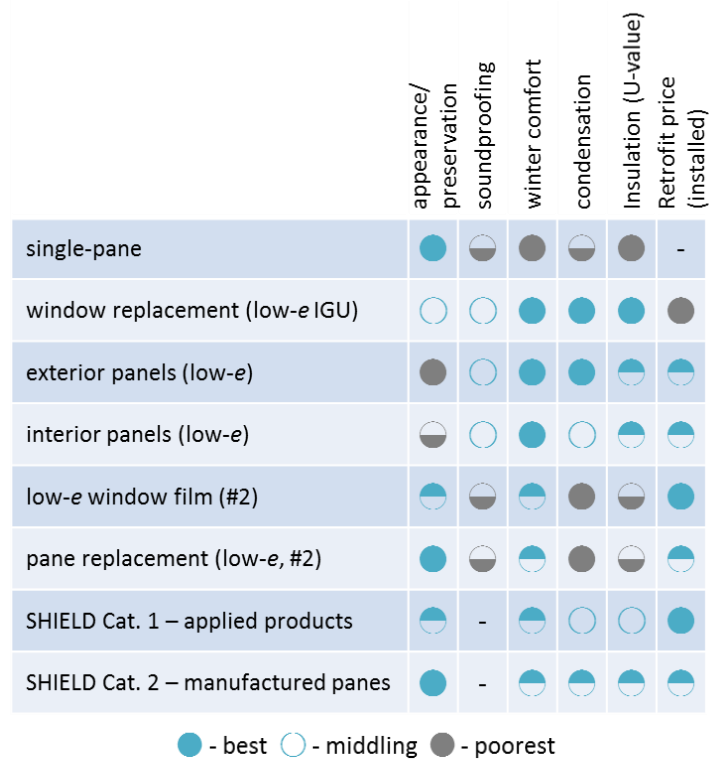 appearance/
preservation
soundproofing
winter comfort
condensation
Insulation (U-value)
Retrofit price
(installed)
single-pane
-
window replacement (low-e IGU)
exterior panels (low-e)
interior panels (low-e)
low-e window film (#2)
pane replacement (low-e, #2)
SHIELD Cat. 1 – applied products
-
SHIELD Cat. 2 – manufactured panes
-
- best - middling - poorest